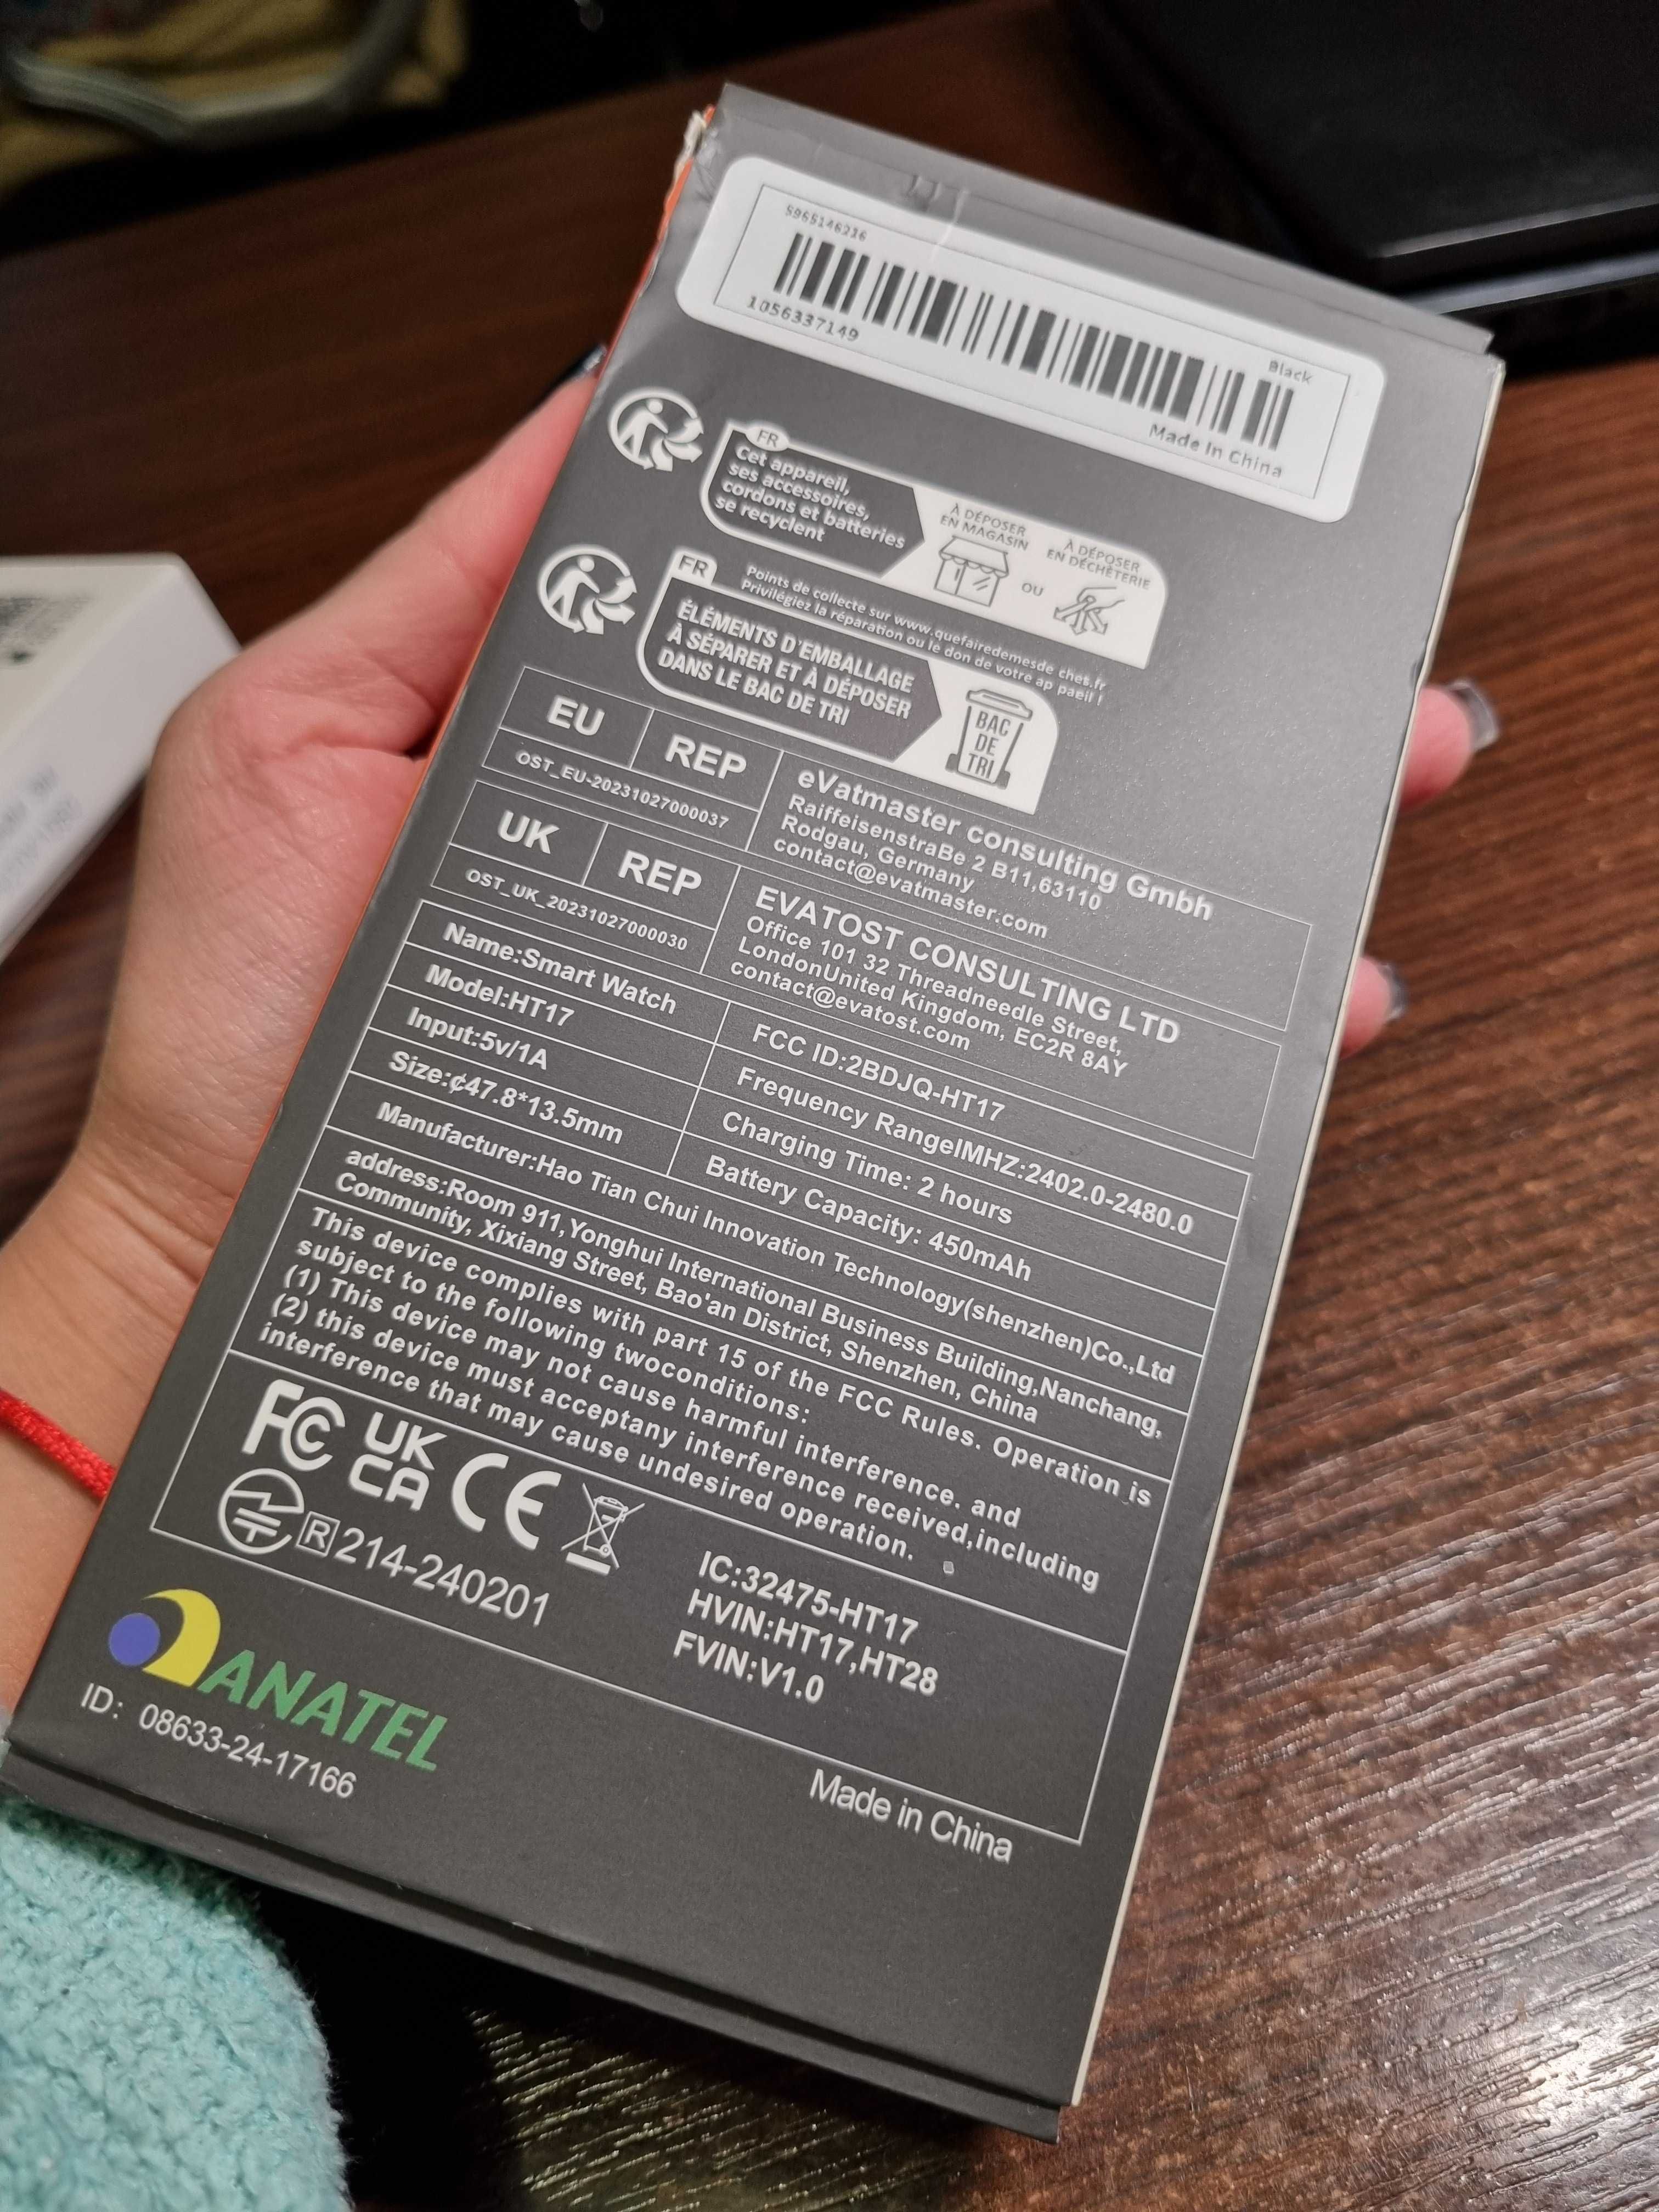 5965146216
1056337149
Black
Made In China
FR
Cet appareil,
ses accessoires,
cordons et batteries
se recyclent
À DÉPOSER
EN MAGASIN
OU
À DÉPOSER
EN DÉCHÈTERIE
Points de collecte sur www.quefairedemesde ches.fr
Privilégiez la réparation ou le don de votre ap paeil !
FR
ÉLÉMENTS D'EMBALLAGE
À SÉPARER ET À DÉPOSER
DANS LE BAC DE TRI
BAC
DE
TRI
EU REP
OST_EU-20231027000037
eVatmaster consulting Gmbh
RaiffeisenstraBe 2 B11,63110
Rodgau, Germany
contact@evatmaster.com
UK REP
OST_UK_20231027000030
EVATOST CONSULTING LTD
Office 101 32 Threadneedle Street,
LondonUnited Kingdom, EC2R 8AY
contact@evatost.com
Name:Smart Watch
FCC ID:2BDJQ-HT17
Model:HT17
Frequency RangelMHZ:2402.0-2480.0
Input:5v/1A
Charging Time: 2 hours
Size:¢47.8*13.5mm
Battery Capacity: 450mAh
Manufacturer:Hao Tian Chui Innovation Technology(shenzhen)Co.,Ltd
address:Room 911,Yonghui International Business Building,Nanchang,
Community, Xixiang Street, Bao'an District, Shenzhen, China
This device complies with part 15 of the FCC Rules. Operation is
subject to the following twoconditions:
(1) This device may not cause harmful interference. and
(2) this device must acceptany interference received,including
interference that may cause undesired operation.
FC UK
CA CE
R 214-240201
IC:32475-HT17
HVIN:HT17,HT28
FVIN:V1.0
ANATEL
ID: 08633-24-17166
Made in China